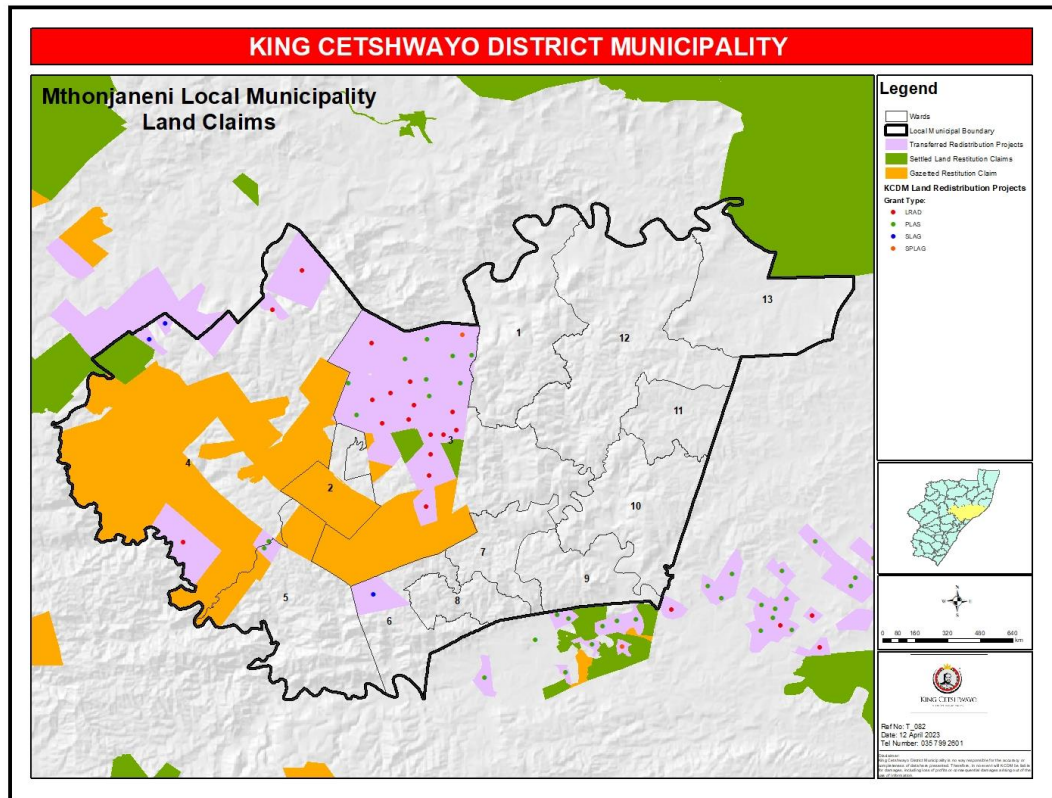 KING CETSHWAYO DISTRICT MUNICIPALITY
Mthonjaneni Local Municipality
Land Claims
Legend
Wards
Local Municipal Boundary
Transferred Redistribution Projects
Settled Land Restitution Claims
Gazetted Restitution Claim
KCDM Land Redistribution Projects
Grant Type:
LRAD
PLAS
SLAG
SPLAG
1
12
13
11
3
4
2
10
7
9
5
8
6
N
W
E
S
0 80 160 320 480 640
km
KING CETSHWAYO
Ref No: T_082
Date: 12 April 2023
Tel Number: 035 799 2601